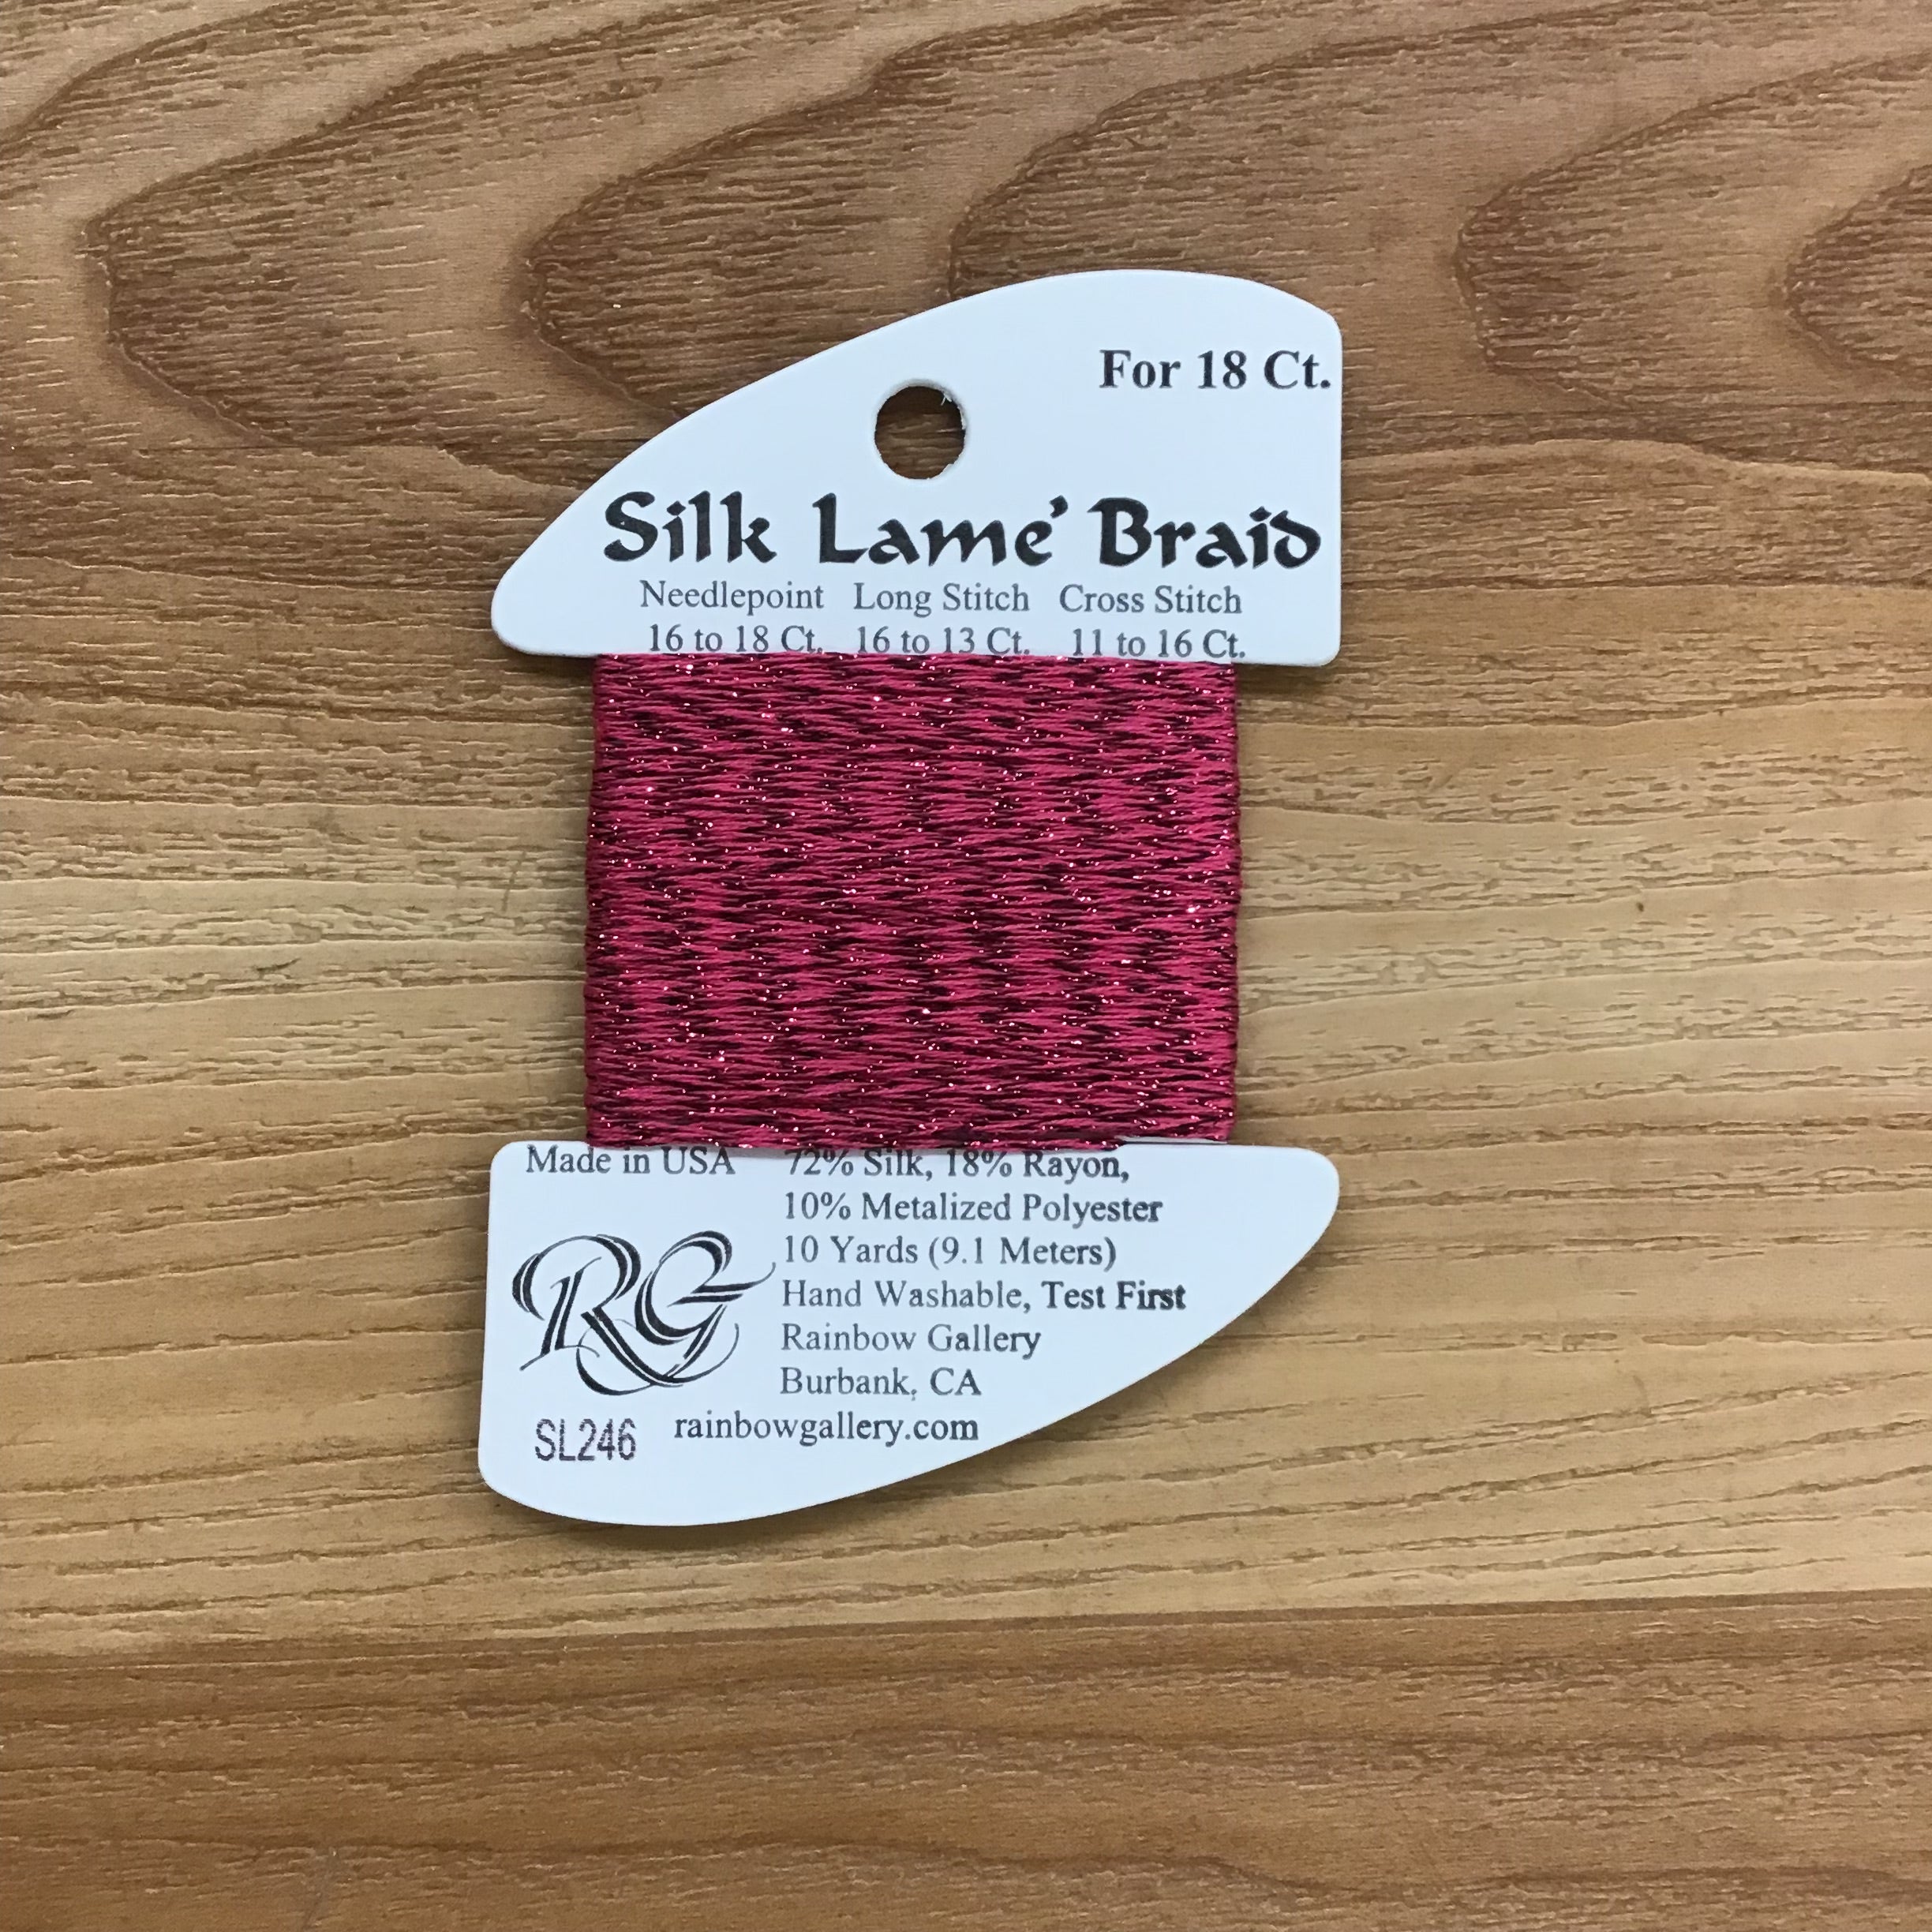 For 18 Ct.
Silk Lame' Braid
Needlepoint Long Stitch Cross Stitch
16 to 18 Ct. 16 to 13 Ct. 11 to 16 Ct.
Made in USA 72% Silk, 18% Rayon,
10% Metalized Polyester
10 Yards (9.1 Meters)
Hand Washable, Test First
Rainbow Gallery
Burbank, CA
RG
SL246 rainbowgallery.com